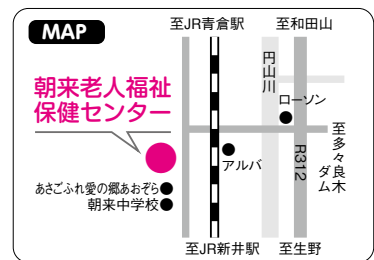 MAP
至JR青倉駅
至和田山
朝来老人福祉
保健センター
円山川
ローソン
至多々良木
ダム
R312
アルバ
あさごふれ愛の郷あおぞら
朝来中学校
至JR新井駅
至生野